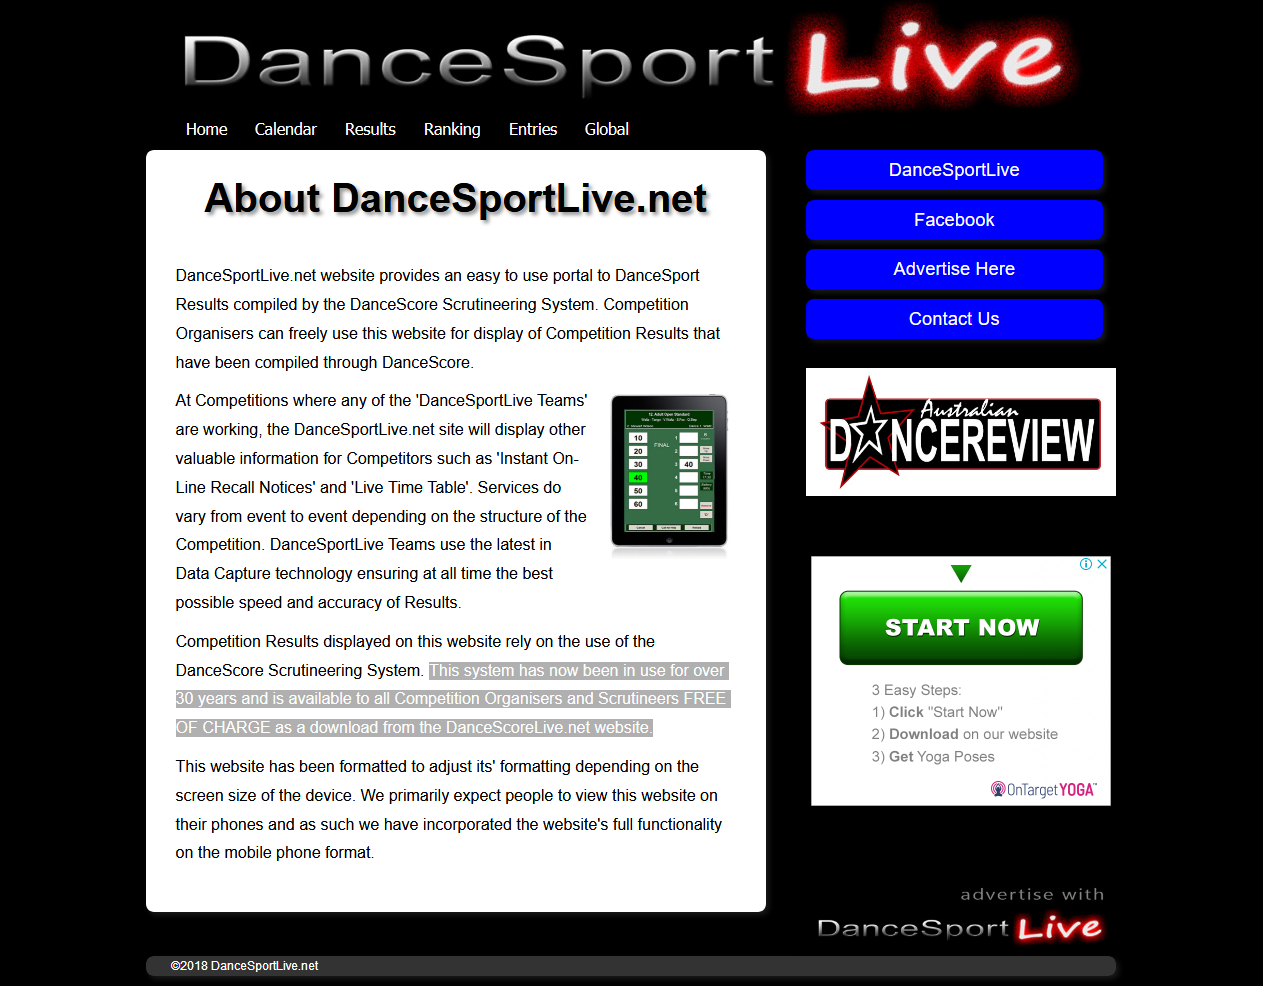 DanceSport Live
Home Calendar Results Ranking Entries Global
About DanceSportLive.net
DanceSportLive.net website provides an easy to use portal to DanceSport
Results compiled by the DanceScore Scrutineering System. Competition
Organisers can freely use this website for display of Competition Results that
have been compiled through DanceScore.
At Competitions where any of the 'DanceSportLive Teams'
are working, the DanceSportLive.net site will display other
valuable information for Competitors such as 'Instant On-
Line Recall Notices' and 'Live Time Table'. Services do
vary from event to event depending on the structure of the
Competition. DanceSportLive Teams use the latest in
Data Capture technology ensuring at all time the best
possible speed and accuracy of Results.
12. Adult Open Standard
FINAL
10 1
20 2
30 3 40
40 4
50 5
60 6
Competition Results displayed on this website rely on the use of the
DanceScore Scrutineering System. This system has now been in use for over
30 years and is available to all Competition Organisers and Scrutineers FREE
OF CHARGE as a download from the DanceScoreLive.net website.
This website has been formatted to adjust its' formatting depending on the
screen size of the device. We primarily expect people to view this website on
their phones and as such we have incorporated the website's full functionality
on the mobile phone format.
DanceSportLive
Facebook
Advertise Here
Contact Us
Australian
DANCEREVIEW
START NOW
3 Easy Steps:
1) Click "Start Now"
2) Download on our website
3) Get Yoga Poses
OnTargetYOGA™
advertise with
DanceSport Live
©2018 DanceSportLive.net